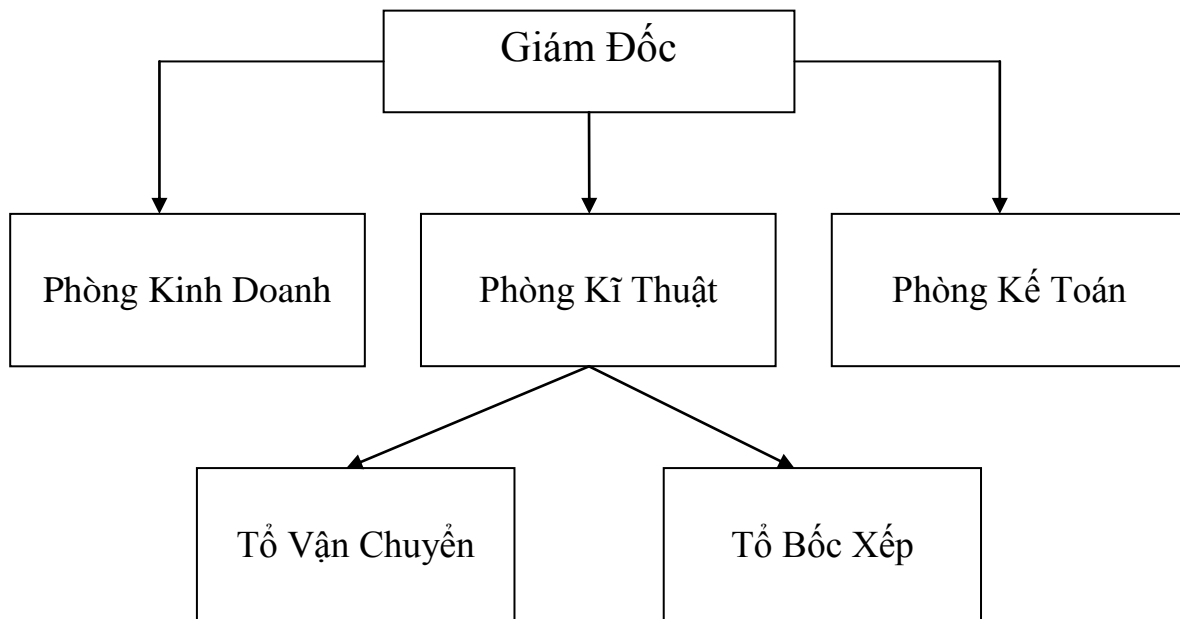 Giám Đốc
Phòng Kinh Doanh
Phòng Kĩ Thuật
Phòng Kế Toán
Tổ Vận Chuyển
Tổ Bốc Xếp